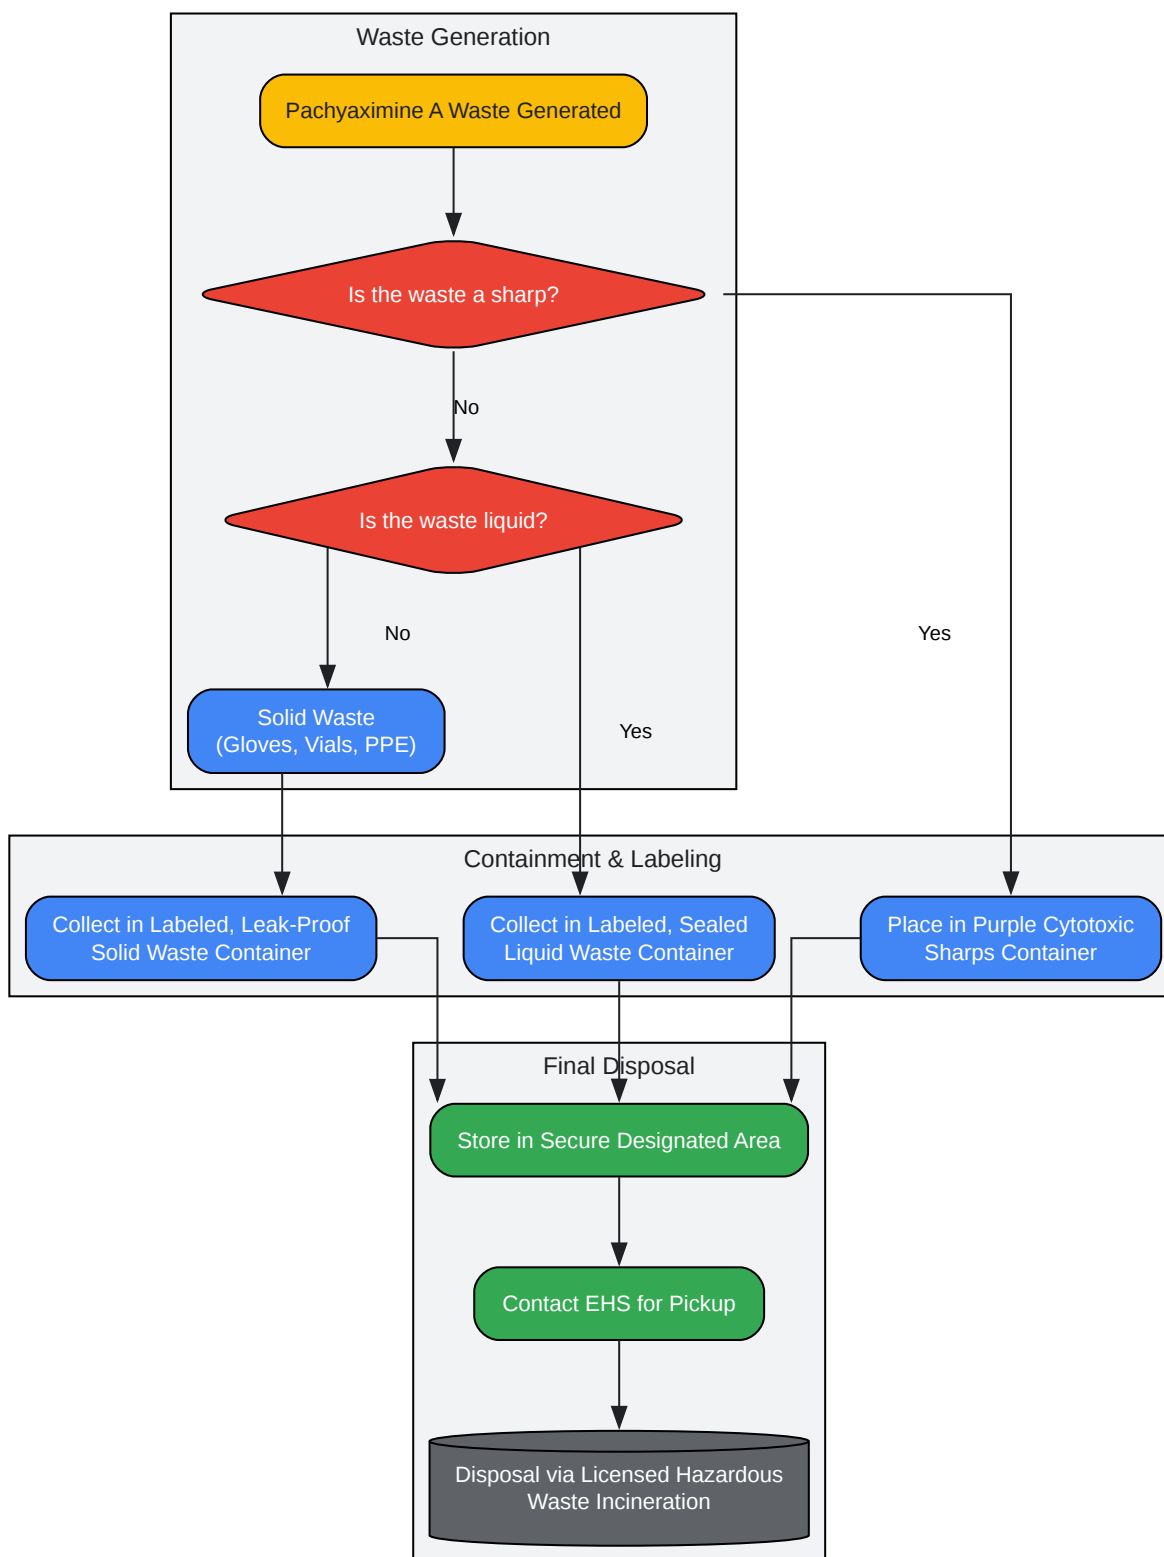 Waste Generation
Pachyaximine A Waste Generated
Is the waste a sharp?
No
Is the waste liquid?
No
Yes
Solid Waste
(Gloves, Vials, PPE)
Yes
Containment & Labeling
Collect in Labeled, Leak-Proof
Solid Waste Container
Collect in Labeled, Sealed
Liquid Waste Container
Place in Purple Cytotoxic
Sharps Container
Final Disposal
Store in Secure Designated Area
Contact EHS for Pickup
Disposal via Licensed Hazardous
Waste Incineration